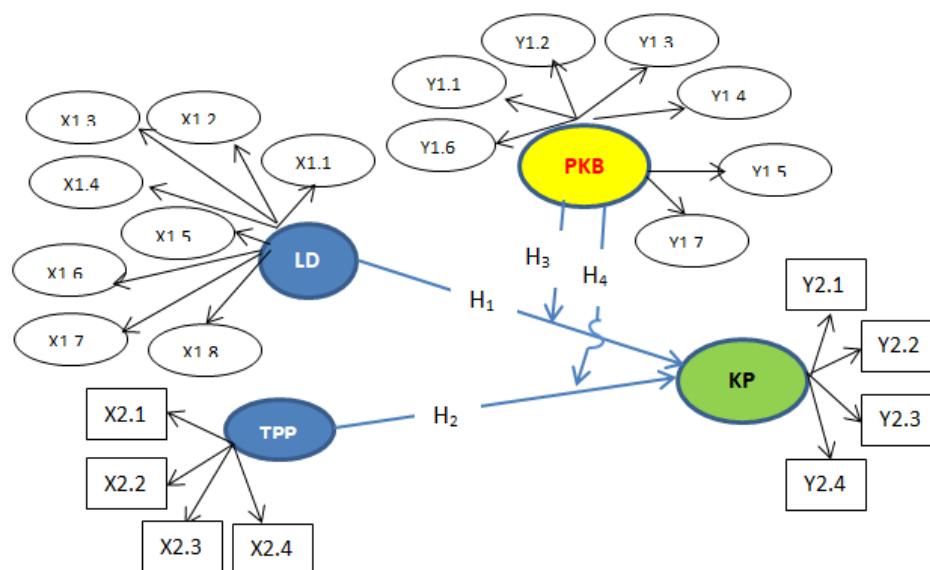 Y1.2
Y1.3
Y1.1
Y1.4
Y1.6
PKB
Y1.5
Y1.7
X1.3
X1.2
X1.1
X1.4
X1.5
X1.6
LD
X1.7
X1.8
H3
H4
H1
Y2.1
Y2.2
KP
Y2.3
Y2.4
X2.1
TPP
H2
X2.2
X2.3
X2.4